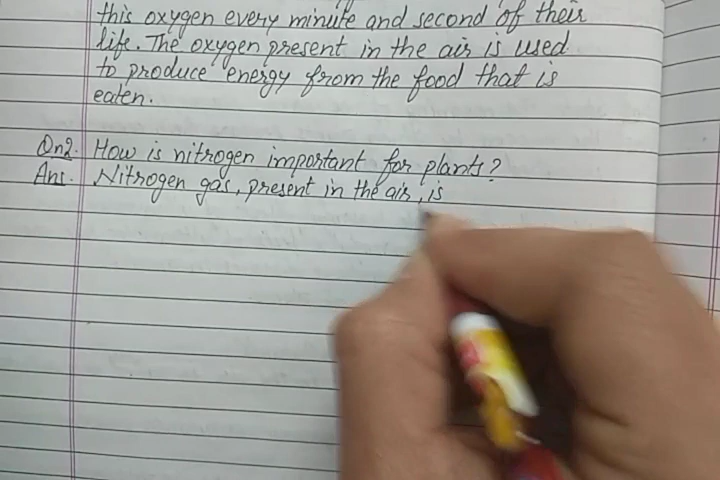 this oxygen every minute and second of their
life. The oxygen present in the air is used
to produce energy from the food that is
eaten.
Qn2. How is nitrogen important for plants?
Ans. Nitrogen gas, present in the air, is